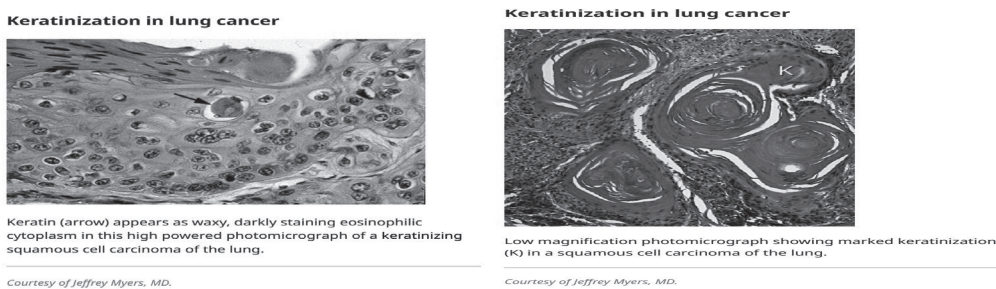 Keratinization in lung cancer
Keratin (arrow) appears as waxy, darkly staining eosinophilic
cytoplasm in this high powered photomicrograph of a keratinizing
squamous cell carcinoma of the lung.
Courtesy of Jeffrey Myers, MD.
Keratinization in lung cancer
K
Low magnification photomicrograph showing marked keratinization
(K) in a squamous cell carcinoma of the lung.
Courtesy of Jeffrey Myers, MD.